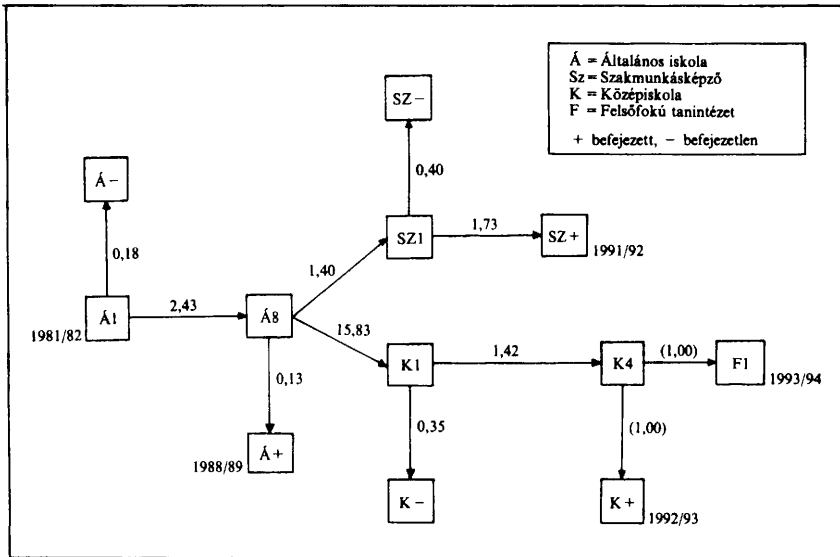 Á = Általános iskola
Sz = Szakmunkásképző
K = Középiskola
F = Felsőfokú tanintézet
+ befejezett, − befejezetlen
SZ−
0,40
Á−
0,18
SZ1
1,73
SZ+
1991/92
1,40
Á1
1981/82
2,43
Á8
15,83
0,13
Á+
1988/89
K1
1,42
K4
(1,00)
F1
1993/94
0,35
(1,00)
K−
K+
1992/93